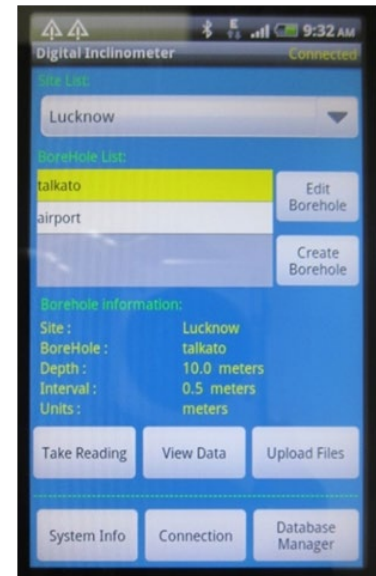 E 9:32 AM
Digital Inclinometer Connected
Site List:
Lucknow
BoreHole List:
talkato
airport
Edit Borehole
Create Borehole
Borehole information:
Site : Lucknow
BoreHole : talkato
Depth : 10.0 meters
Interval : 0.5 meters
Units : meters
Take Reading View Data Upload Files
System Info Connection Database Manager